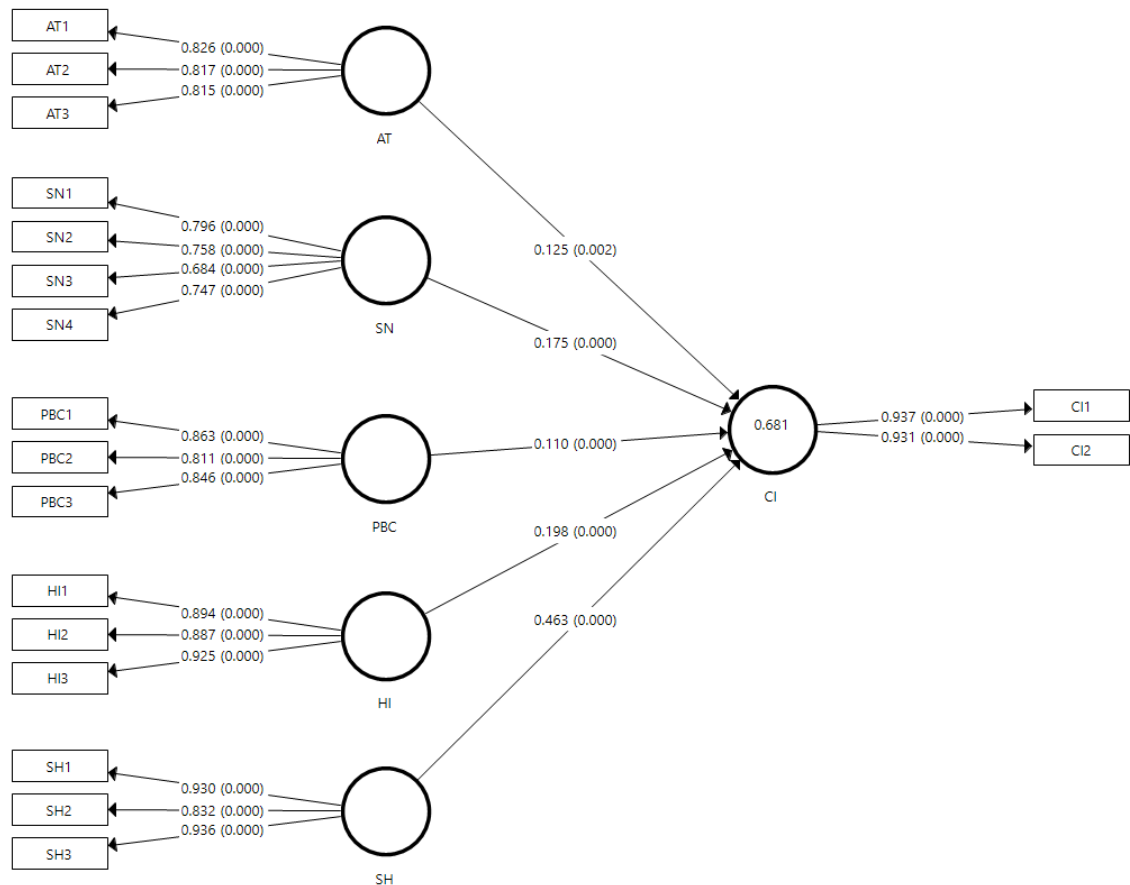 AT1
AT2
AT3
0.826 (0.000)
0.817 (0.000)
0.815 (0.000)
AT
SN1
SN2
SN3
SN4
0.796 (0.000)
0.758 (0.000)
0.684 (0.000)
0.747 (0.000)
SN
PBC1
PBC2
PBC3
0.863 (0.000)
0.811 (0.000)
0.846 (0.000)
PBC
HI1
HI2
HI3
0.894 (0.000)
0.887 (0.000)
0.925 (0.000)
HI
SH1
SH2
SH3
0.930 (0.000)
0.832 (0.000)
0.936 (0.000)
SH
0.125 (0.002)
0.175 (0.000)
0.110 (0.000)
0.198 (0.000)
0.463 (0.000)
0.681
CI
0.937 (0.000)
0.931 (0.000)
CI1
CI2